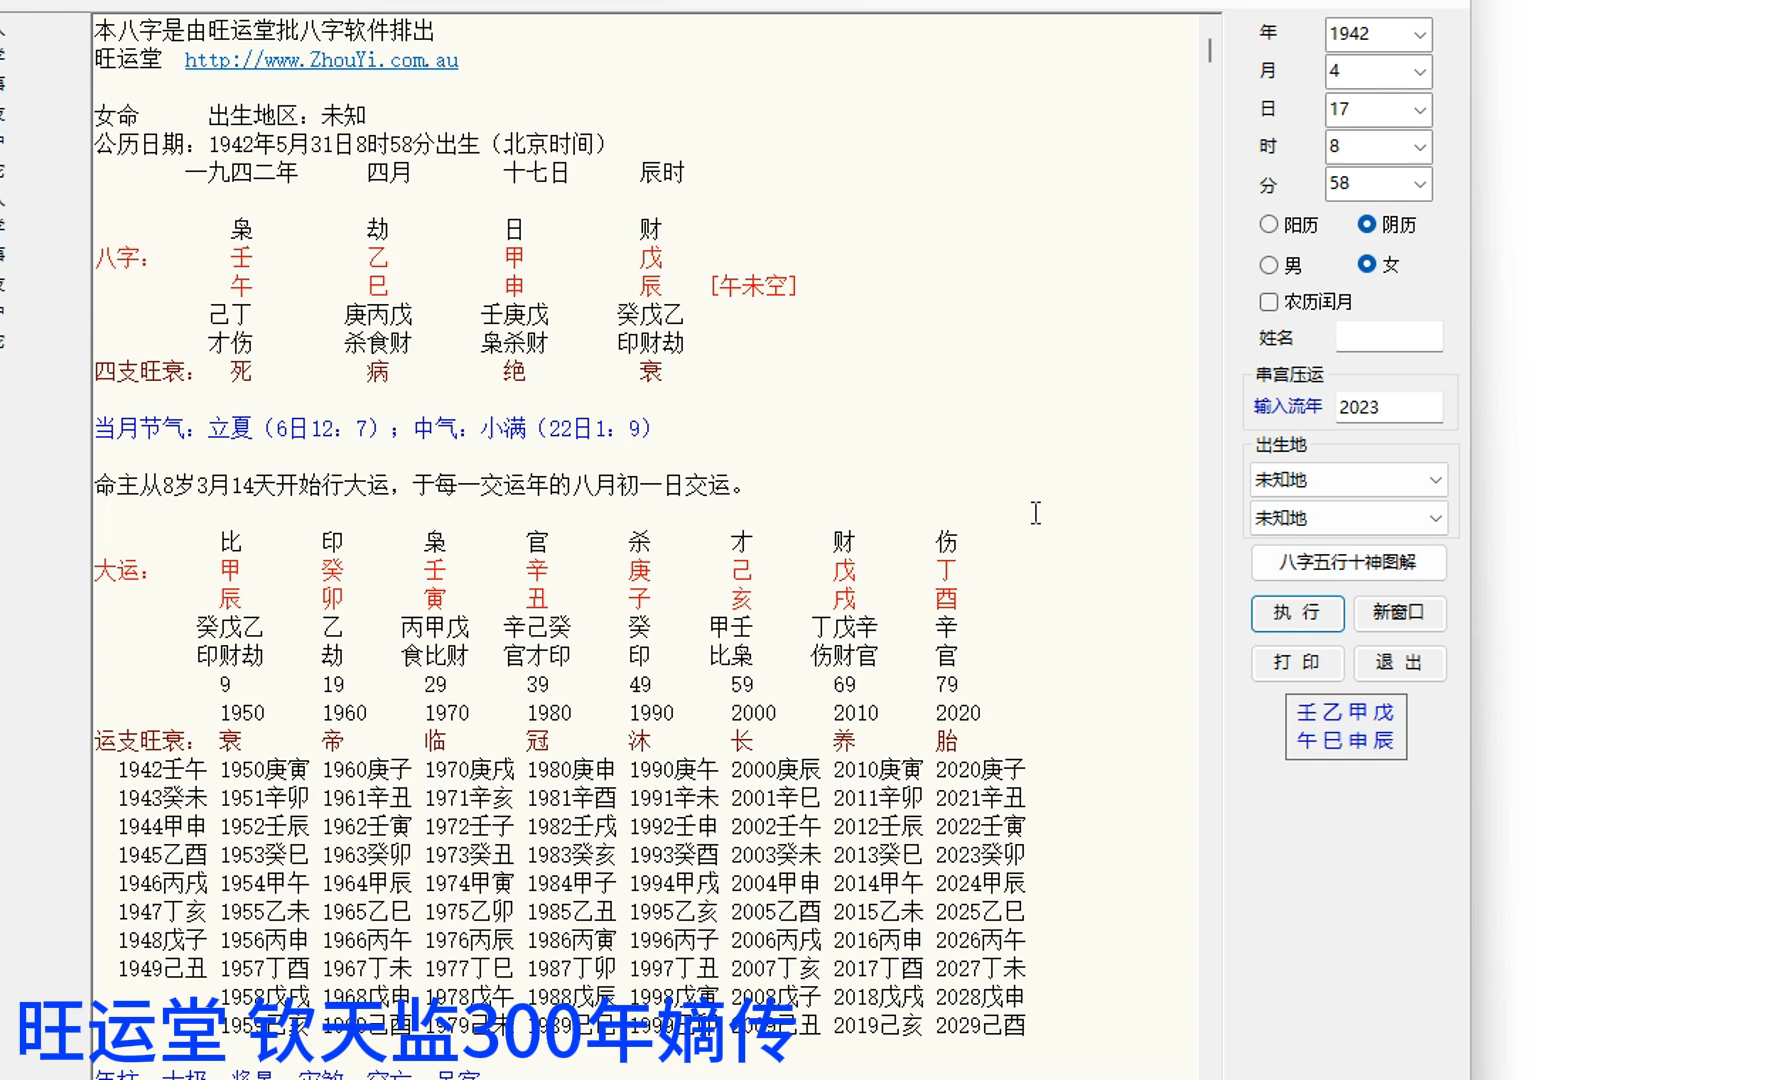 本八字是由旺运堂批八字软件排出
旺运堂 http://www.ZhouYi.com.au
女命 出生地区：未知
公历日期：1942年5月31日8时58分出生（北京时间）
一九四二年 四月 十七日 辰时
枭 劫 日 财
八字： 壬 乙 甲 戊
午 巳 申 辰 [午未空]
己丁 庚丙戊 壬庚戊 癸戊乙
才伤 杀食财 枭杀财 印财劫
四支旺衰： 死 病 绝 衰
当月节气：立夏（6日12：7）；中气：小满（22日1：9）
命主从8岁3月14天开始行大运，于每一交运年的八月初一日交运。
比 印 枭 官 杀 才 财 伤
大运： 甲 癸 壬 辛 庚 己 戊 丁
辰 卯 寅 丑 子 亥 戌 酉
癸戊乙 乙 丙甲戊 辛己癸 癸 甲壬 丁戊辛 辛
印财劫 劫 食比财 官才印 印 比枭 伤财官 官
9 19 29 39 49 59 69 79
1950 1960 1970 1980 1990 2000 2010 2020
运支旺衰： 衰 帝 临 冠 沐 长 养 胎
1942壬午 1950庚寅 1960庚子 1970庚戌 1980庚申 1990庚午 2000庚辰 2010庚寅 2020庚子
1943癸未 1951辛卯 1961辛丑 1971辛亥 1981辛酉 1991辛未 2001辛巳 2011辛卯 2021辛丑
1944甲申 1952壬辰 1962壬寅 1972壬子 1982壬戌 1992壬申 2002壬午 2012壬辰 2022壬寅
1945乙酉 1953癸巳 1963癸卯 1973癸丑 1983癸亥 1993癸酉 2003癸未 2013癸巳 2023癸卯
1946丙戌 1954甲午 1964甲辰 1974甲寅 1984甲子 1994甲戌 2004甲申 2014甲午 2024甲辰
1947丁亥 1955乙未 1965乙巳 1975乙卯 1985乙丑 1995乙亥 2005乙酉 2015乙未 2025乙巳
1948戊子 1956丙申 1966丙午 1976丙辰 1986丙寅 1996丙子 2006丙戌 2016丙申 2026丙午
1949己丑 1957丁酉 1967丁未 1977丁巳 1987丁卯 1997丁丑 2007丁亥 2017丁酉 2027丁未
1958戊戌 1968戊申 1978戊午 1988戊辰 1998戊寅 2008戊子 2018戊戌 2028戊申
2019己亥 2029己酉
旺运堂 钦天监300年嫡传
年 1942
月 4
日 17
时 8
分 58
阳历 阴历
男 女
农历闰月
姓名
串宫压运
输入流年 2023
出生地
未知地
未知地
八字五行十神图解
执 行 新窗口
打 印 退 出
壬乙甲戊
午巳申辰